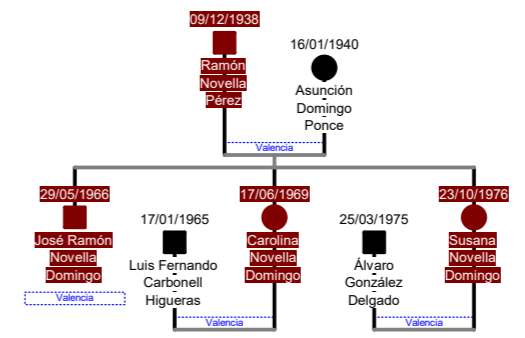 09/12/1938
Ramón
Novella
Pérez
16/01/1940
Asunción
Domingo
Ponce
Valencia
29/05/1966
José Ramón
Novella
Domingo
Valencia
17/01/1965
Luis Fernando
Carbonell
Higueras
17/06/1969
Carolina
Novella
Domingo
Valencia
25/03/1975
Álvaro
González
Delgado
23/10/1976
Susana
Novella
Domingo
Valencia